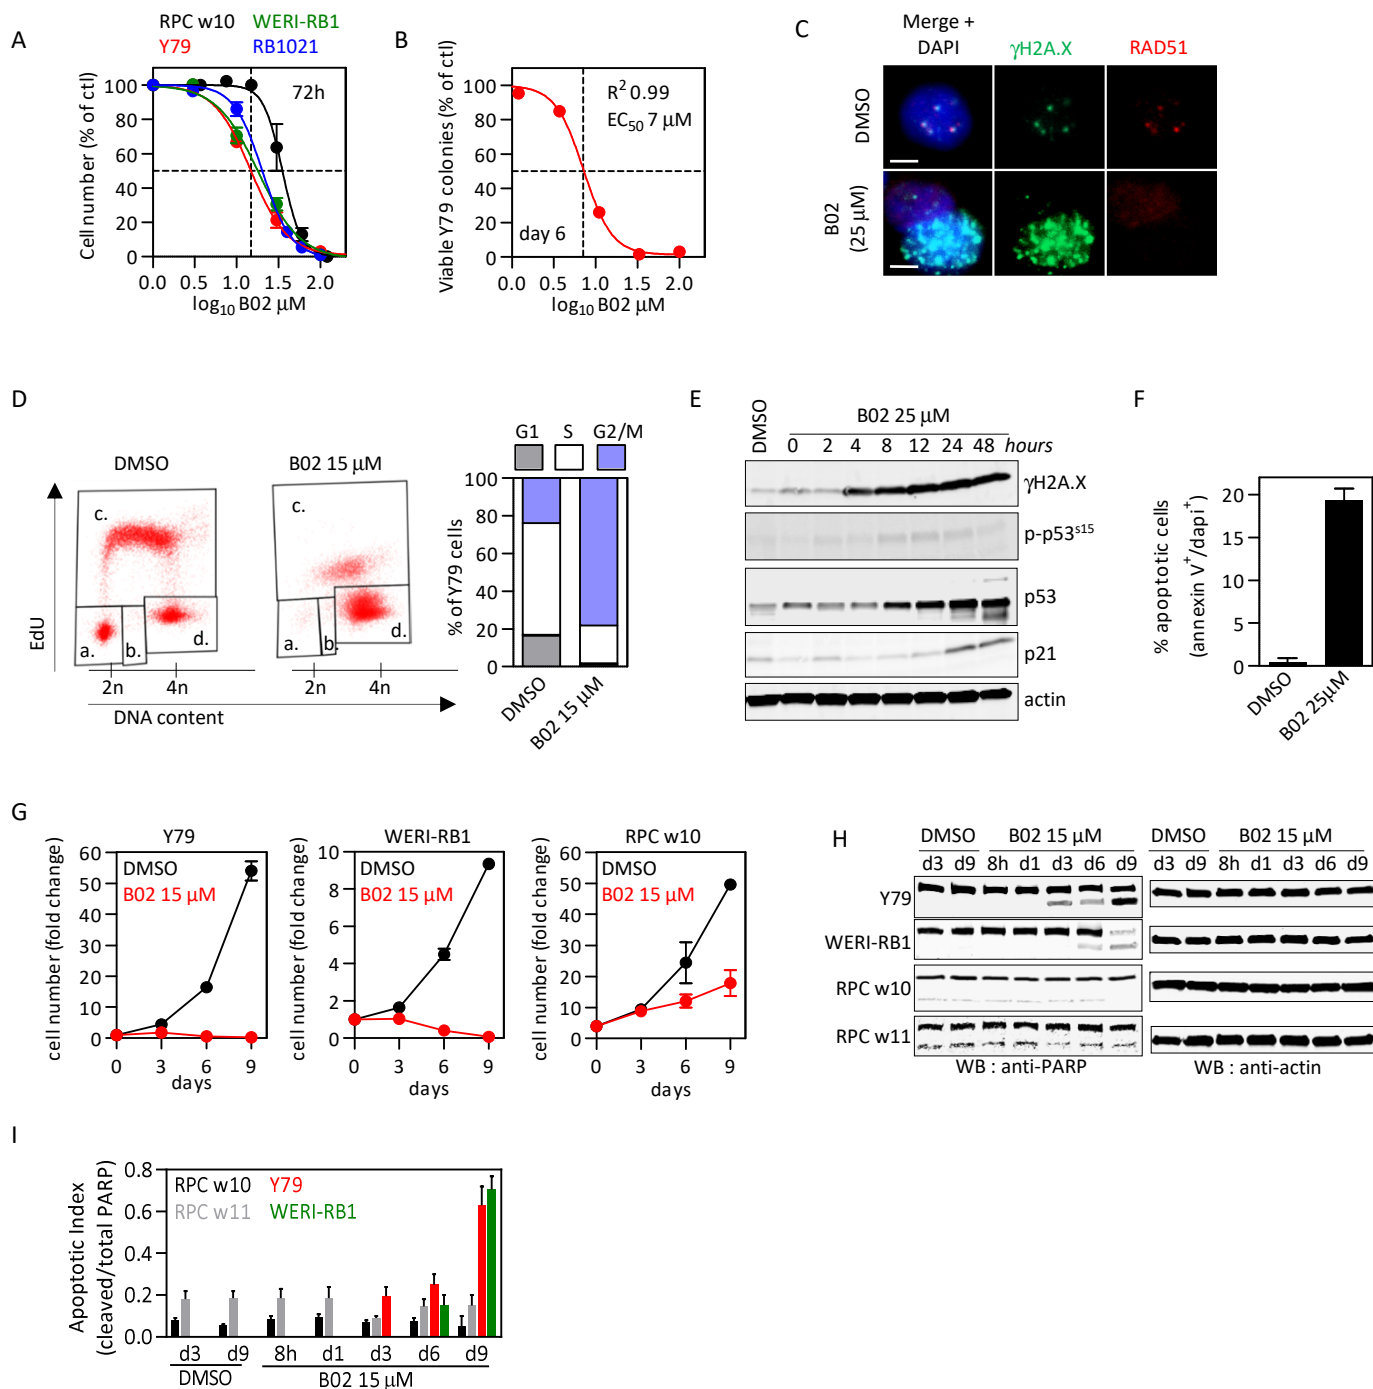 A
RPC w10 WERI-RB1
Y79 RB1021
Cell number (% of ctl)
100
80
60
40
20
0
72h
0.0 0.5 1.0 1.5 2.0
log10 B02 µM
B
Viable Y79 colonies (% of ctl)
100
80
60
40
20
0
R2 0.99
EC50 7 µM
day 6
0.0 0.5 1.0 1.5 2.0
log10 B02 µM
C
Merge +
DAPI γH2A.X RAD51
DMSO
B02
(25 µM)
D
DMSO B02 15 µM
EdU
c.
a. b. d.
2n 4n
c.
a. b. d.
2n 4n
DNA content
G1 S G2/M
% of Y79 cells
100
80
60
40
20
0
DMSO
B02 15 µM
E
DMSO
B02 25 µM
0 2 4 8 12 24 48 hours
γH2A.X
p-p53s15
p53
p21
actin
F
% apoptotic cells
(annexin V+/dapi+
20
15
10
5
0
DMSO
B02 25µM
G
Y79
cell number (fold change)
60
50
40
30
20
10
0
DMSO
B02 15 µM
0 3 6 9
days
WERI-RB1
cell number (fold change)
10
8
6
4
2
0
DMSO
B02 15 µM
0 3 6 9
days
RPC w10
cell number (fold change)
60
50
40
30
20
10
0
DMSO
B02 15 µM
0 3 6 9
days
H
DMSO B02 15 µM DMSO B02 15 µM
d3 d9 8h d1 d3 d6 d9 d3 d9 8h d1 d3 d6 d9
Y79
WERI-RB1
RPC w10
RPC w11
WB : anti-PARP WB : anti-actin
I
Apoptotic Index
(cleaved/total PARP)
0.8
0.6
0.4
0.2
0.0
RPC w10 Y79
RPC w11 WERI-RB1
d3 d9 8h d1 d3 d6 d9
DMSO B02 15 µM